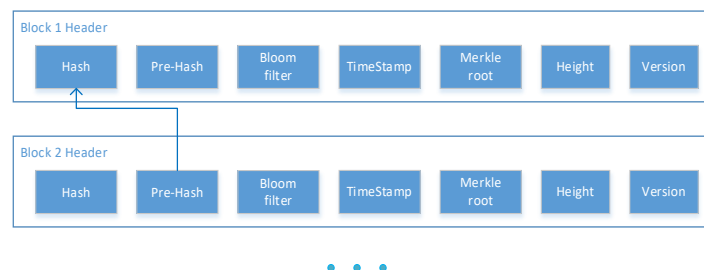 Block 1 Header
Hash Pre-Hash Bloom filter TimeStamp Merkle root Height Version
Block 2 Header
Hash Pre-Hash Bloom filter TimeStamp Merkle root Height Version